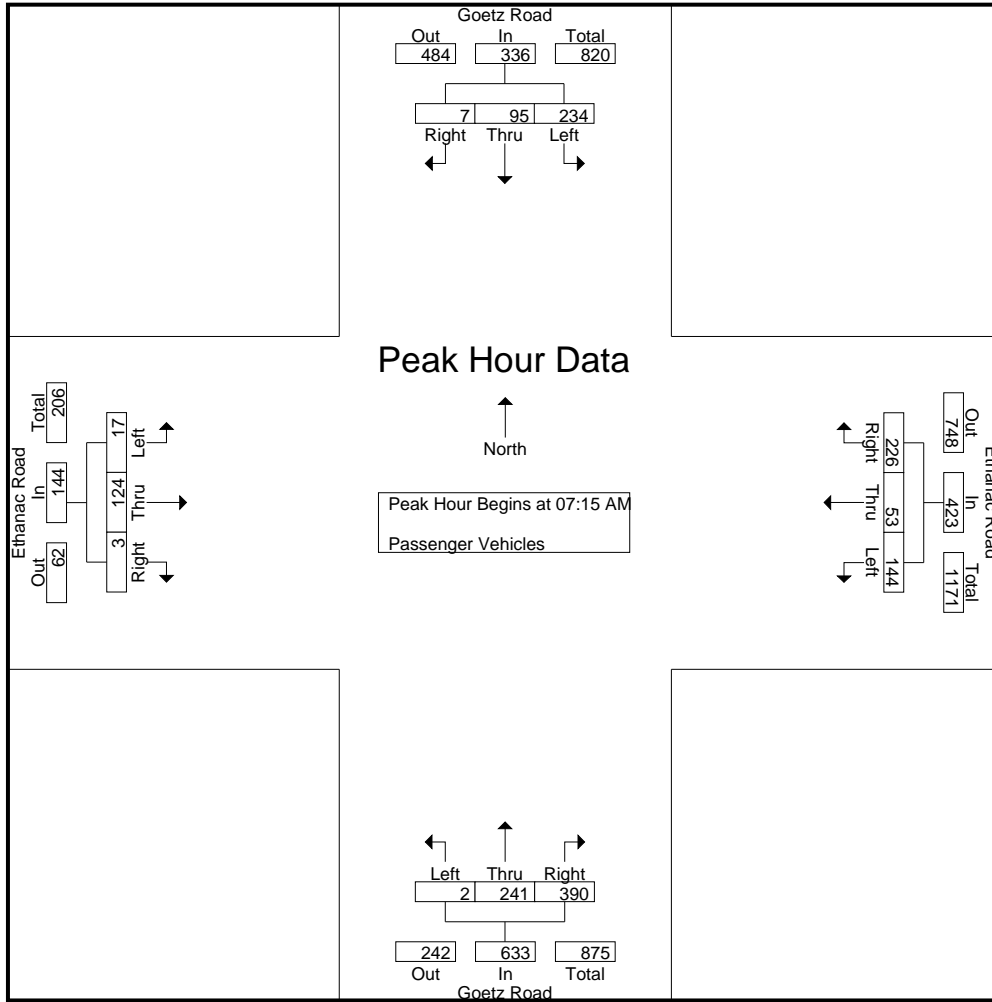 Goetz Road
Out In Total
484 336 820
7 95 234
Right Thru Left
Peak Hour Data
North
Peak Hour Begins at 07:15 AM
Passenger Vehicles
Ethanac Road
Total In Out
206 144 62
17 124 3
Left Thru Right
Right Thru Left
226 53 144
748 423 1171
Out In Total
Ethanac Road
Left Thru Right
2 241 390
242 633 875
Out In Total
Goetz Road